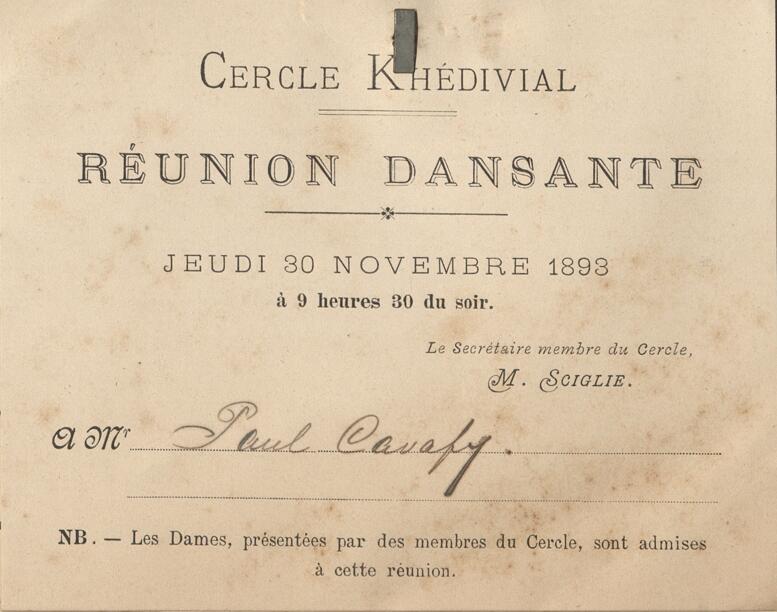 CERCLE KHÉDIVIAL
RÉUNION DANSANTE
JEUDI 30 NOVEMBRE 1893
à 9 heures 30 du soir.
Le Secrétaire membre du Cercle,
M. SCIGLIE.
A Mr Paul Cavafy.
NB. — Les Dames, présentées par des membres du Cercle, sont admises
à cette réunion.